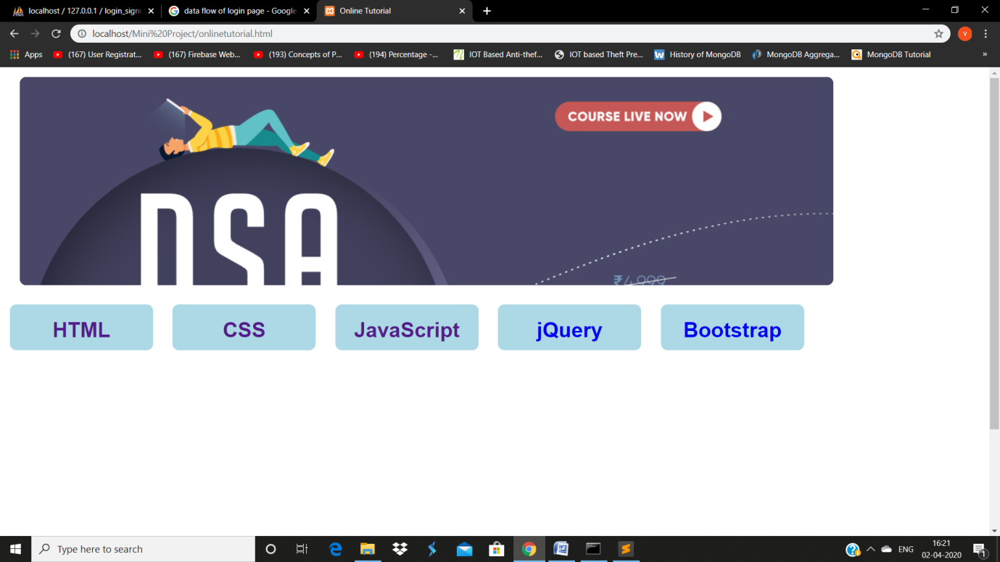 localhost / 127.0.0.1 / login_signu
data flow of login page - Google
Online Tutorial
localhost/Mini%20Project/onlinetutorial.html
V
Apps
(167) User Registrat...
(167) Firebase Web...
(193) Concepts of P...
(194) Percentage -...
IOT Based Anti-thef...
IOT based Theft Pre...
History of MongoDB
MongoDB Aggrega...
MongoDB Tutorial
»
COURSE LIVE NOW
DSA
₹4,999
HTML
CSS
JavaScript
jQuery
Bootstrap
Type here to search
ENG
16:21
02-04-2020
1